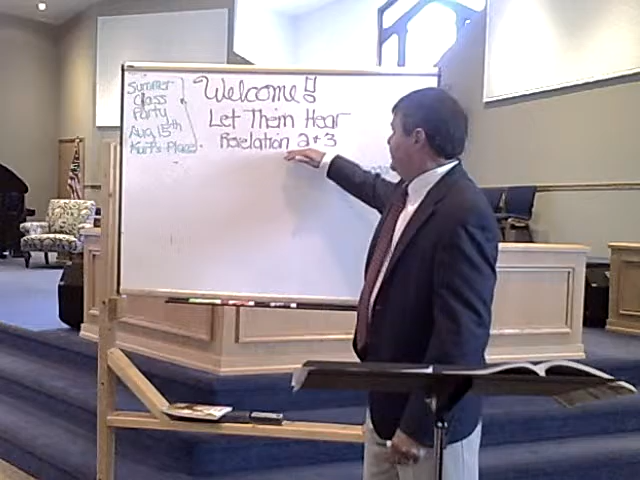 Summer
Class
Party
Aug 15th
Kurt's Place
Welcome!
Let Them Hear
Revelation 2+3